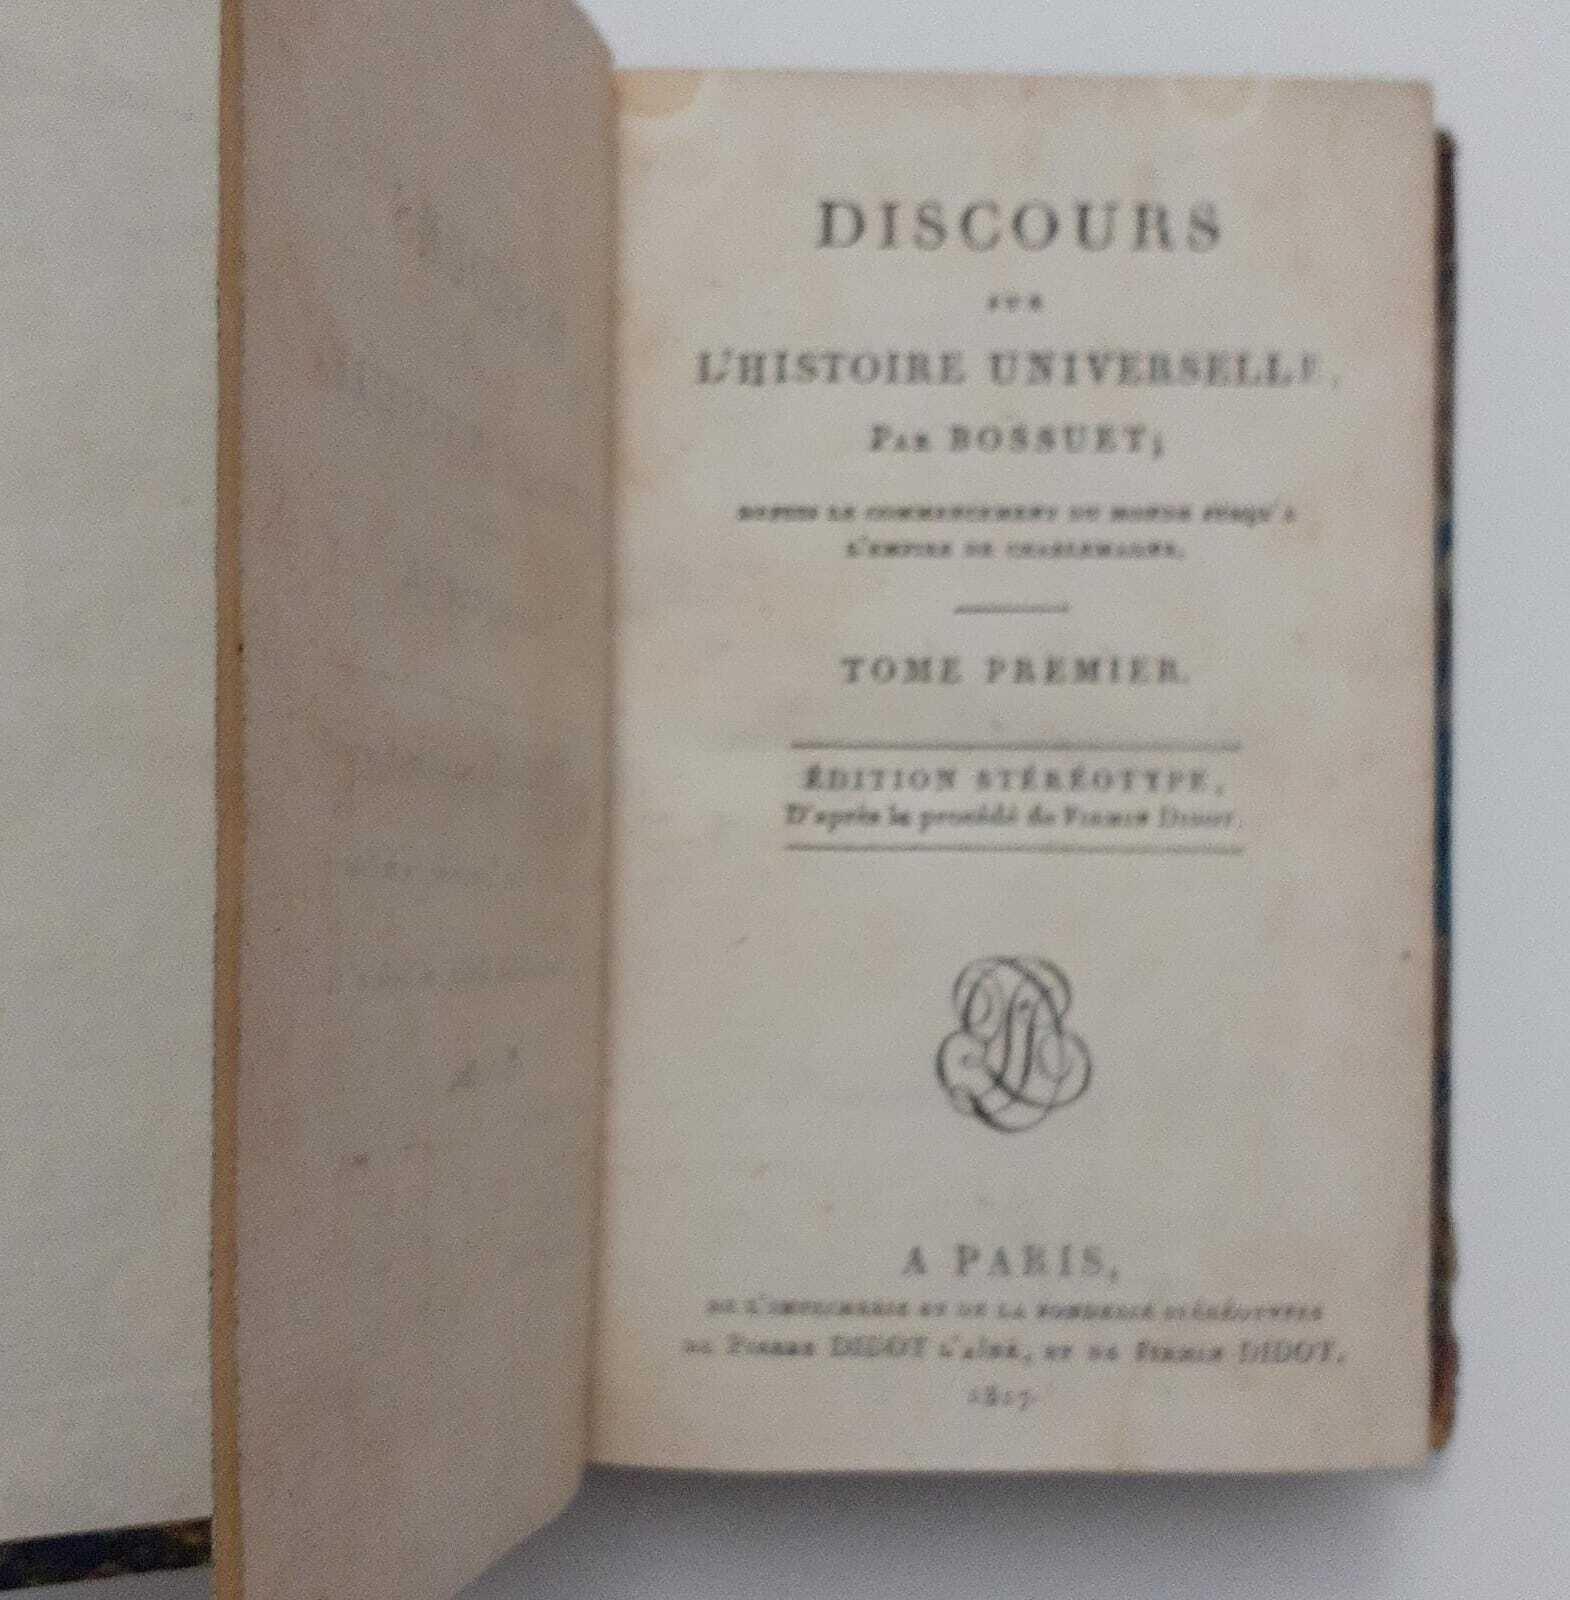 DISCOURS
SUR
L'HISTOIRE UNIVERSELLE,
PAR BOSSUET;
DEPUIS LE COMMENCEMENT DU MONDE JUSQU'A
L'EMPIRE DE CHARLEMAGNE.
TOME PREMIER.
ÉDITION STÉRÉOTYPE,
D'après le procédé de FIRMIN DIDOT.
A PARIS,
DE L'IMPRIMERIE ET DE LA FONDERIE STÉRÉOTYPES
DE PIERRE DIDOT L'AÎNÉ, ET DE FIRMIN DIDOT.
1817